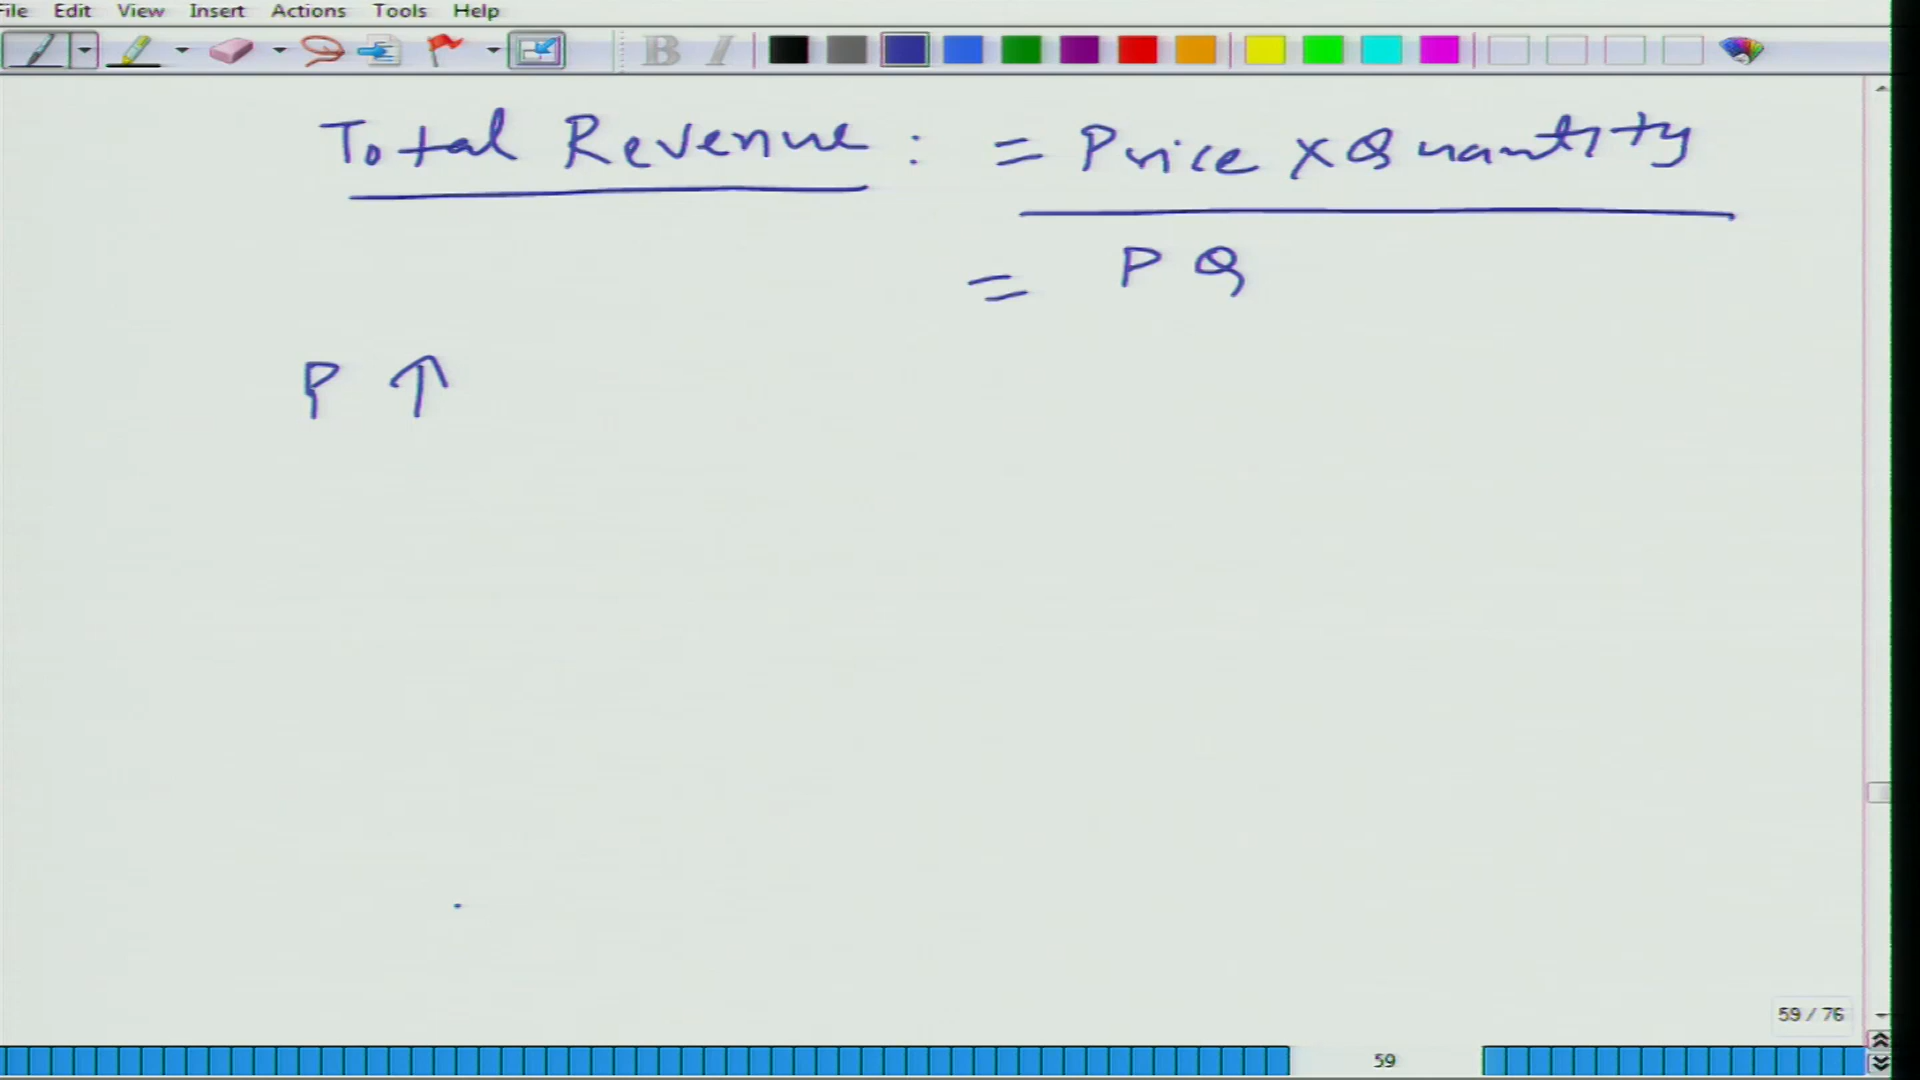 File Edit View Insert Actions Tools Help
B I
Total Revenue : = Price x Quantity
= P Q
P ↑
59 / 76
59